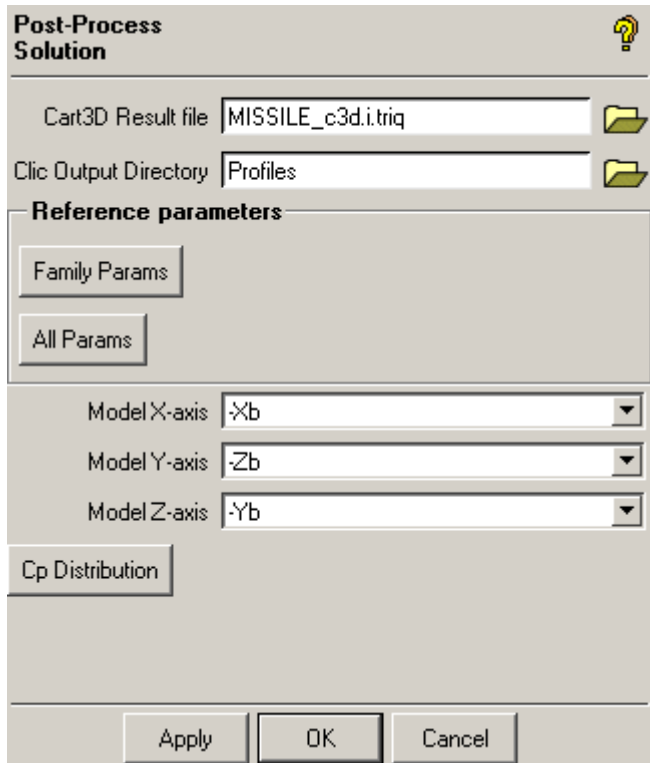 Post-Process
Solution
Cart3D Result file MISSILE_c3d.i.triq
Clic Output Directory Profiles
Reference parameters
Family Params
All Params
Model X-axis -Xb
Model Y-axis -Zb
Model Z-axis -Yb
Cp Distribution
Apply OK Cancel